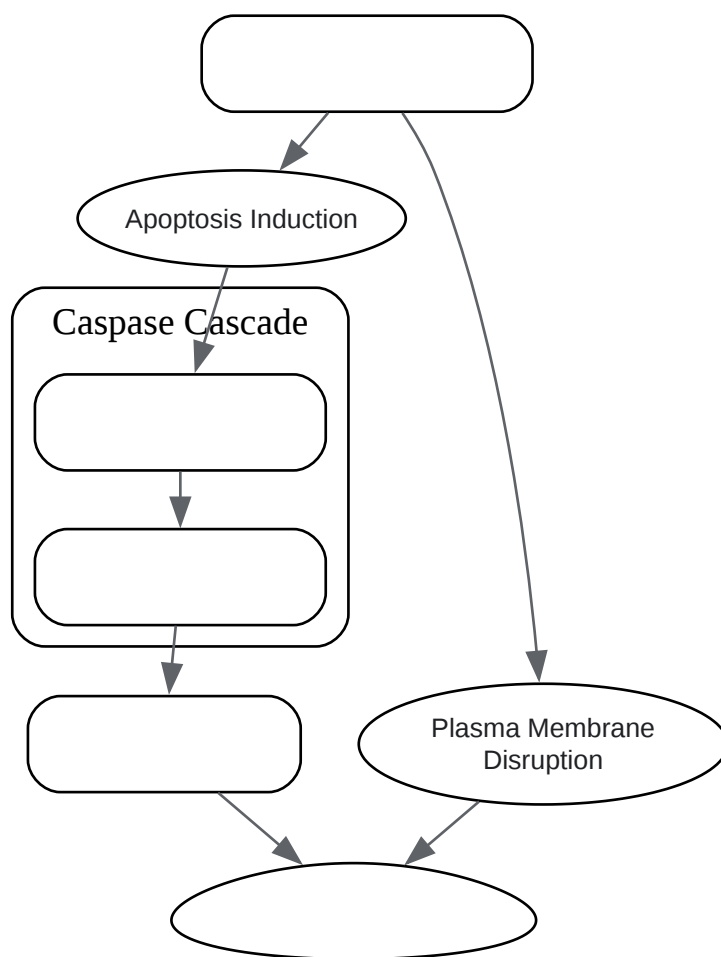 Apoptosis Induction
Caspase Cascade
Plasma Membrane
Disruption